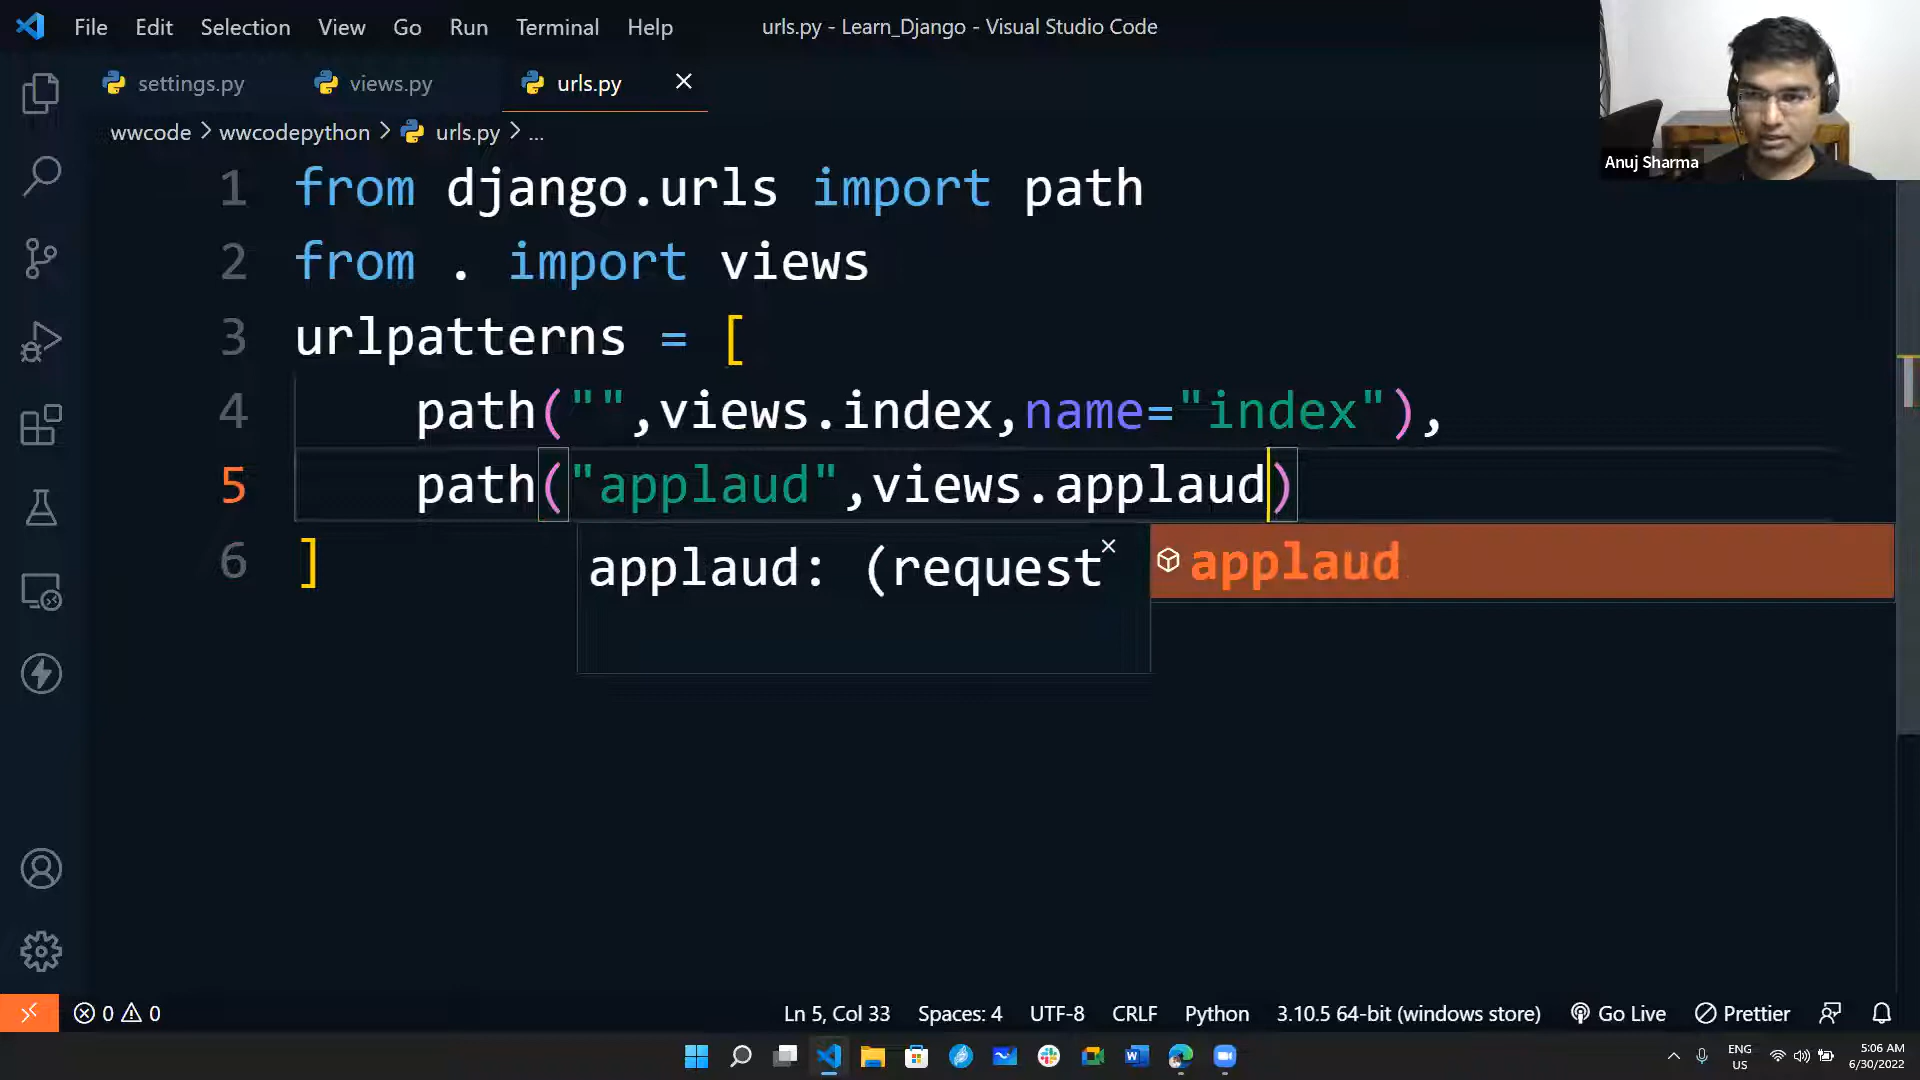 File Edit Selection View Go Run Terminal Help
urls.py - Learn_Django - Visual Studio Code
settings.py views.py urls.py
wwcode > wwcodepython > urls.py > ...
Anuj Sharma
1 from django.urls import path
2 from . import views
3 urlpatterns = [
4 path("",views.index,name="index"),
5 path("applaud",views.applaud)
6 ]
applaud: (request
applaud
0 0
Ln 5, Col 33 Spaces: 4 UTF-8 CRLF Python 3.10.5 64-bit (windows store) Go Live Prettier
ENG
US
5:06 AM
6/30/2022